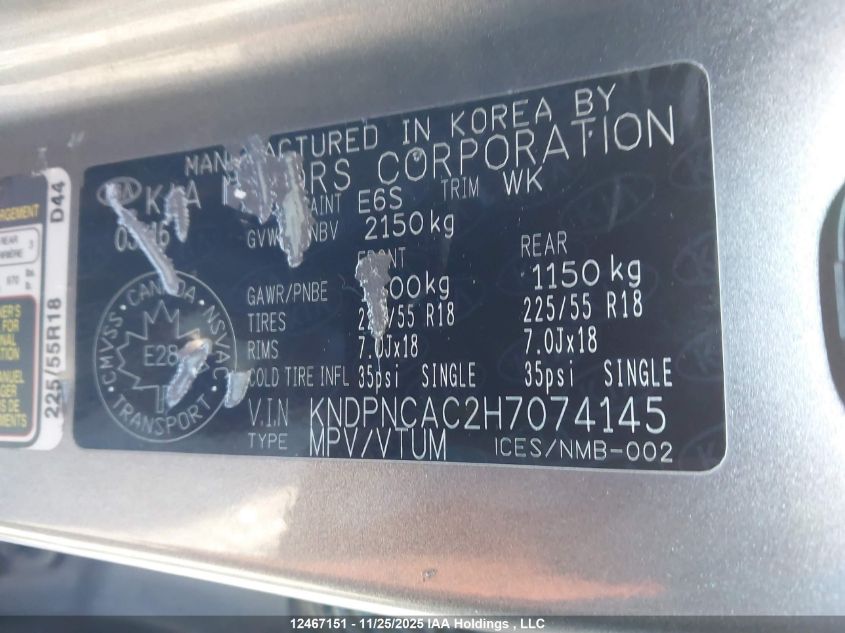 MANUFACTURED IN KOREA BY
KIA MOTORS CORPORATION
PAINT E6S TRIM WK
GVWR/PNBV 2150kg
FRONT REAR
GAWR/PNBE 00kg 1150kg
TIRES 225/55 R18 225/55 R18
RIMS 7.0Jx18 7.0Jx18
COLD TIRE INFL 35psi SINGLE 35psi SINGLE
V.I.N KNDPNCAC2H7074145
TYPE MPV/VTUM ICES/NMB-002
KIA
CMVSS · CANADA · NSVAC
TRANSPORT
D44
225/55R18
REAR
12467151 - 11/25/2025 IAA Holdings , LLC